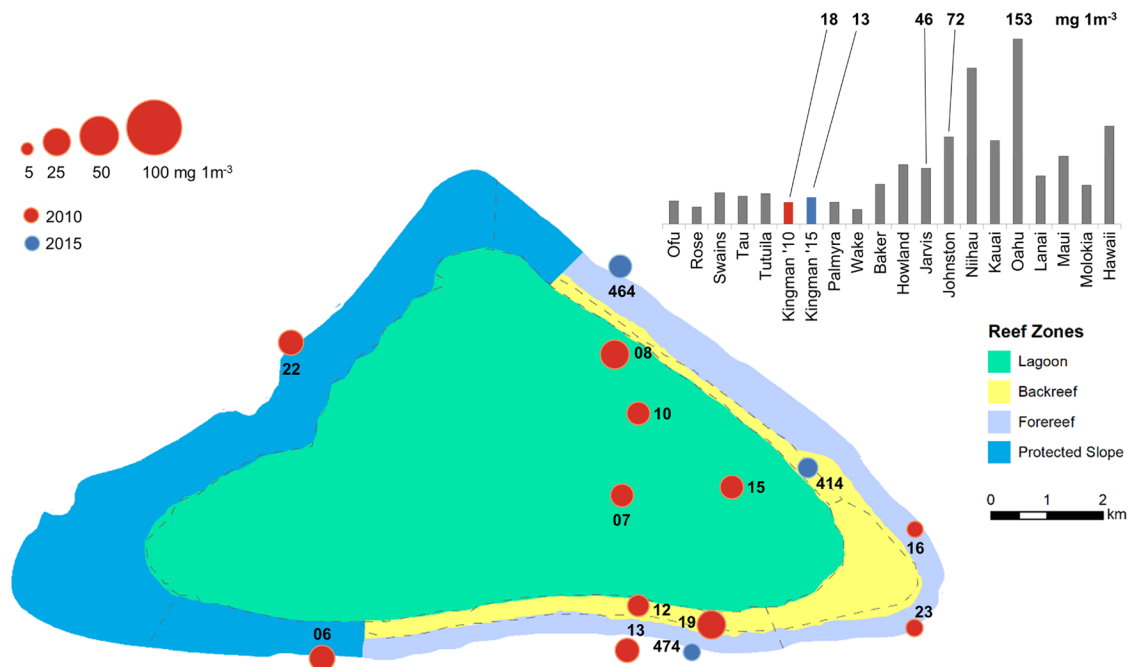 18 13 46 72 153 mg 1m-3
5 25 50 100 mg 1m-3
2010
2015
Ofu
Rose
Swains
Tau
Tutuila
Kingman '10
Kingman '15
Palmyra
Wake
Baker
Howland
Jarvis
Johnston
Niihau
Kauai
Oahu
Lanai
Maui
Molokia
Hawaii
464
22
08
10
15
07
414
16
12
19
23
06
13
474
Reef Zones
Lagoon
Backreef
Forereef
Protected Slope
0 1 2
km